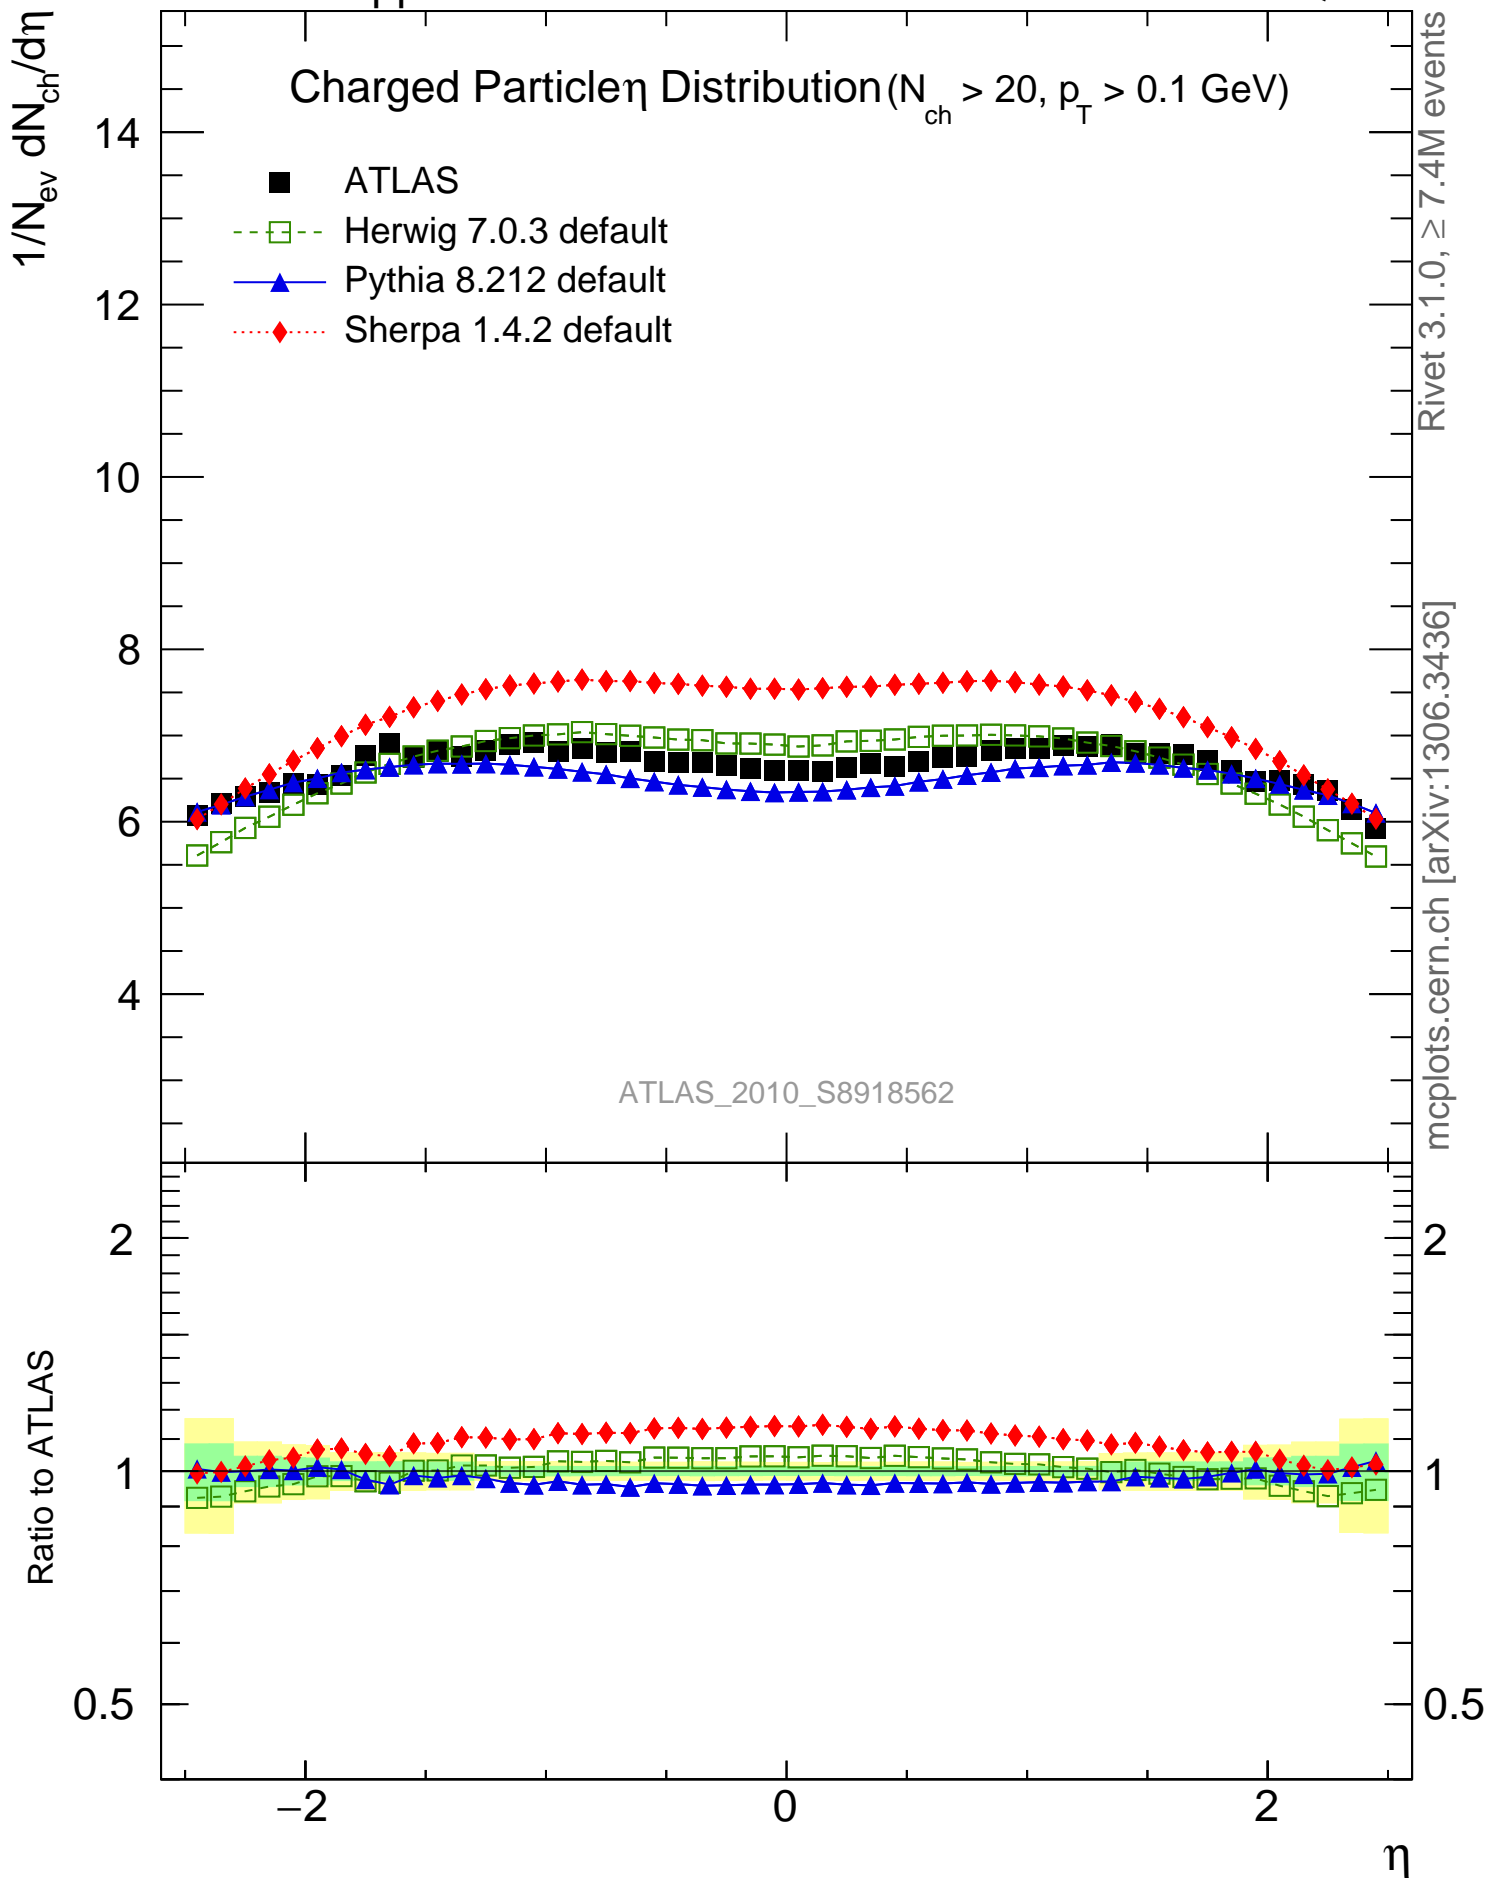 pp
Charged Particle η Distribution (N_ch > 20, p_T > 0.1 GeV)
1/N_ev dN_ch/dη
ATLAS
Herwig 7.0.3 default
Pythia 8.212 default
Sherpa 1.4.2 default
14
12
10
8
6
4
ATLAS_2010_S8918562
Rivet 3.1.0, ≥ 7.4M events
mcplots.cern.ch [arXiv:1306.3436]
Ratio to ATLAS
2
1
0.5
2
1
0.5
−2
0
2
η